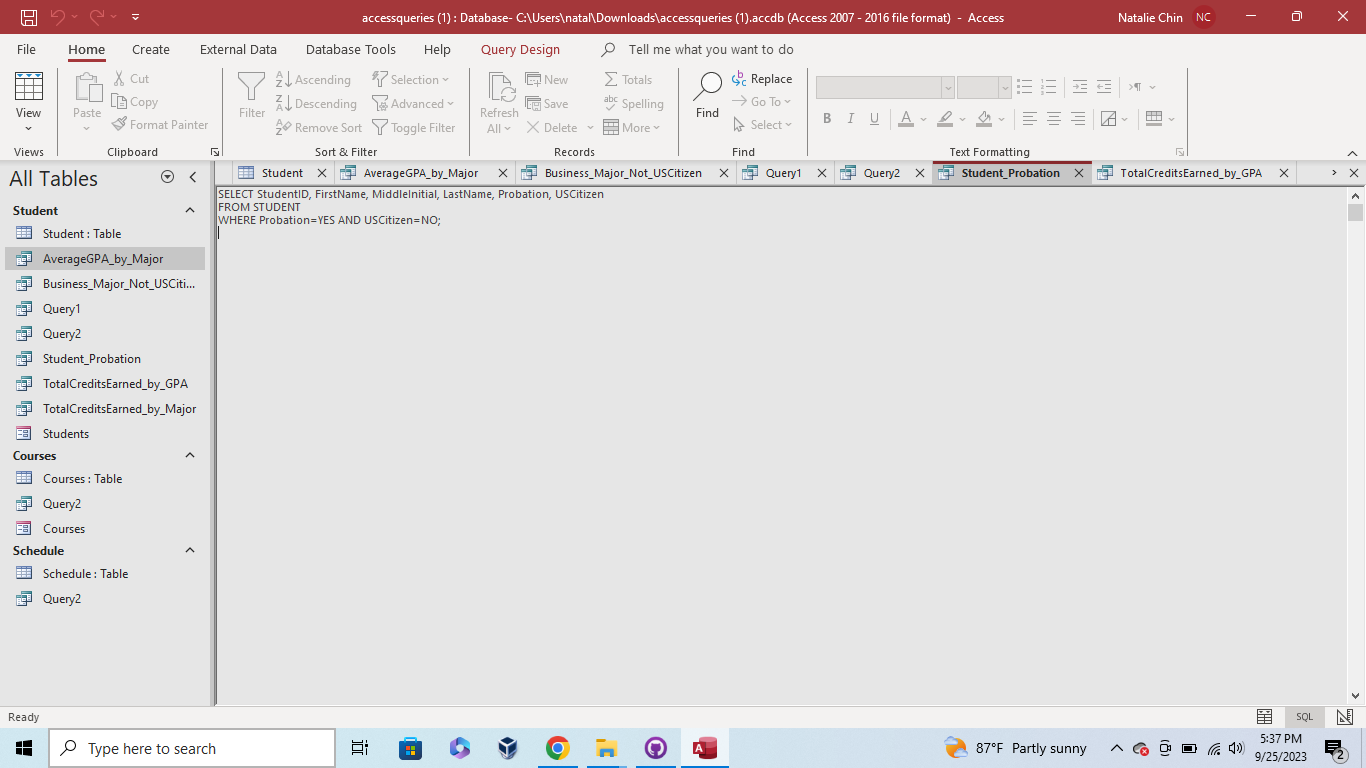 accessqueries (1) : Database- C:\Users\natal\Downloads\accessqueries (1).accdb (Access 2007 - 2016 file format) - Access
Natalie Chin NC
File Home Create External Data Database Tools Help Query Design Tell me what you want to do
View
Views
Paste
Cut
Copy
Format Painter
Clipboard
Filter
Ascending
Descending
Remove Sort
Selection
Advanced
Toggle Filter
Sort & Filter
Refresh
All
New
Save
Delete
Totals
Spelling
More
Records
Find
Replace
Go To
Select
Find
B I U A
Text Formatting
All Tables
Student AverageGPA_by_Major Business_Major_Not_USCitizen Query1 Query2 Student_Probation TotalCreditsEarned_by_GPA
Student
Student : Table
AverageGPA_by_Major
Business_Major_Not_USCiti...
Query1
Query2
Student_Probation
TotalCreditsEarned_by_GPA
TotalCreditsEarned_by_Major
Students
Courses
Courses : Table
Query2
Courses
Schedule
Schedule : Table
Query2
SELECT StudentID, FirstName, MiddleInitial, LastName, Probation, USCitizen
FROM STUDENT
WHERE Probation=YES AND USCitizen=NO;
Ready
SQL
Type here to search
87°F Partly sunny
5:37 PM
9/25/2023
2